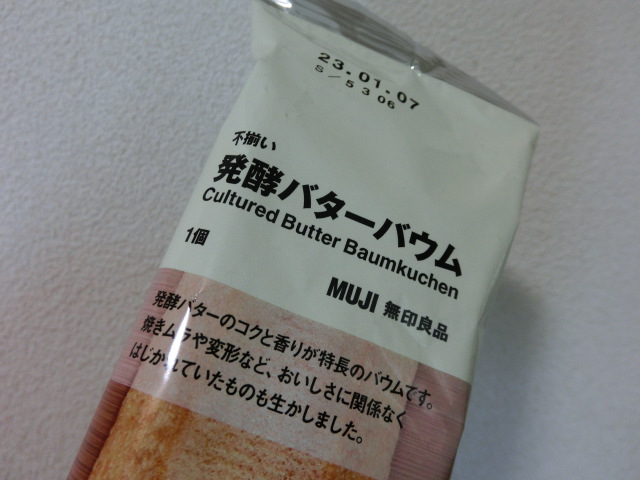 23.01.07
S/5306
不揃い
発酵バターバウム
Cultured Butter Baumkuchen
1個
MUJI 無印良品
発酵バターのコクと香りが特長のバウムです。
焼きムラや変形など、おいしさに関係なく
はじかれていたものも生かしました。